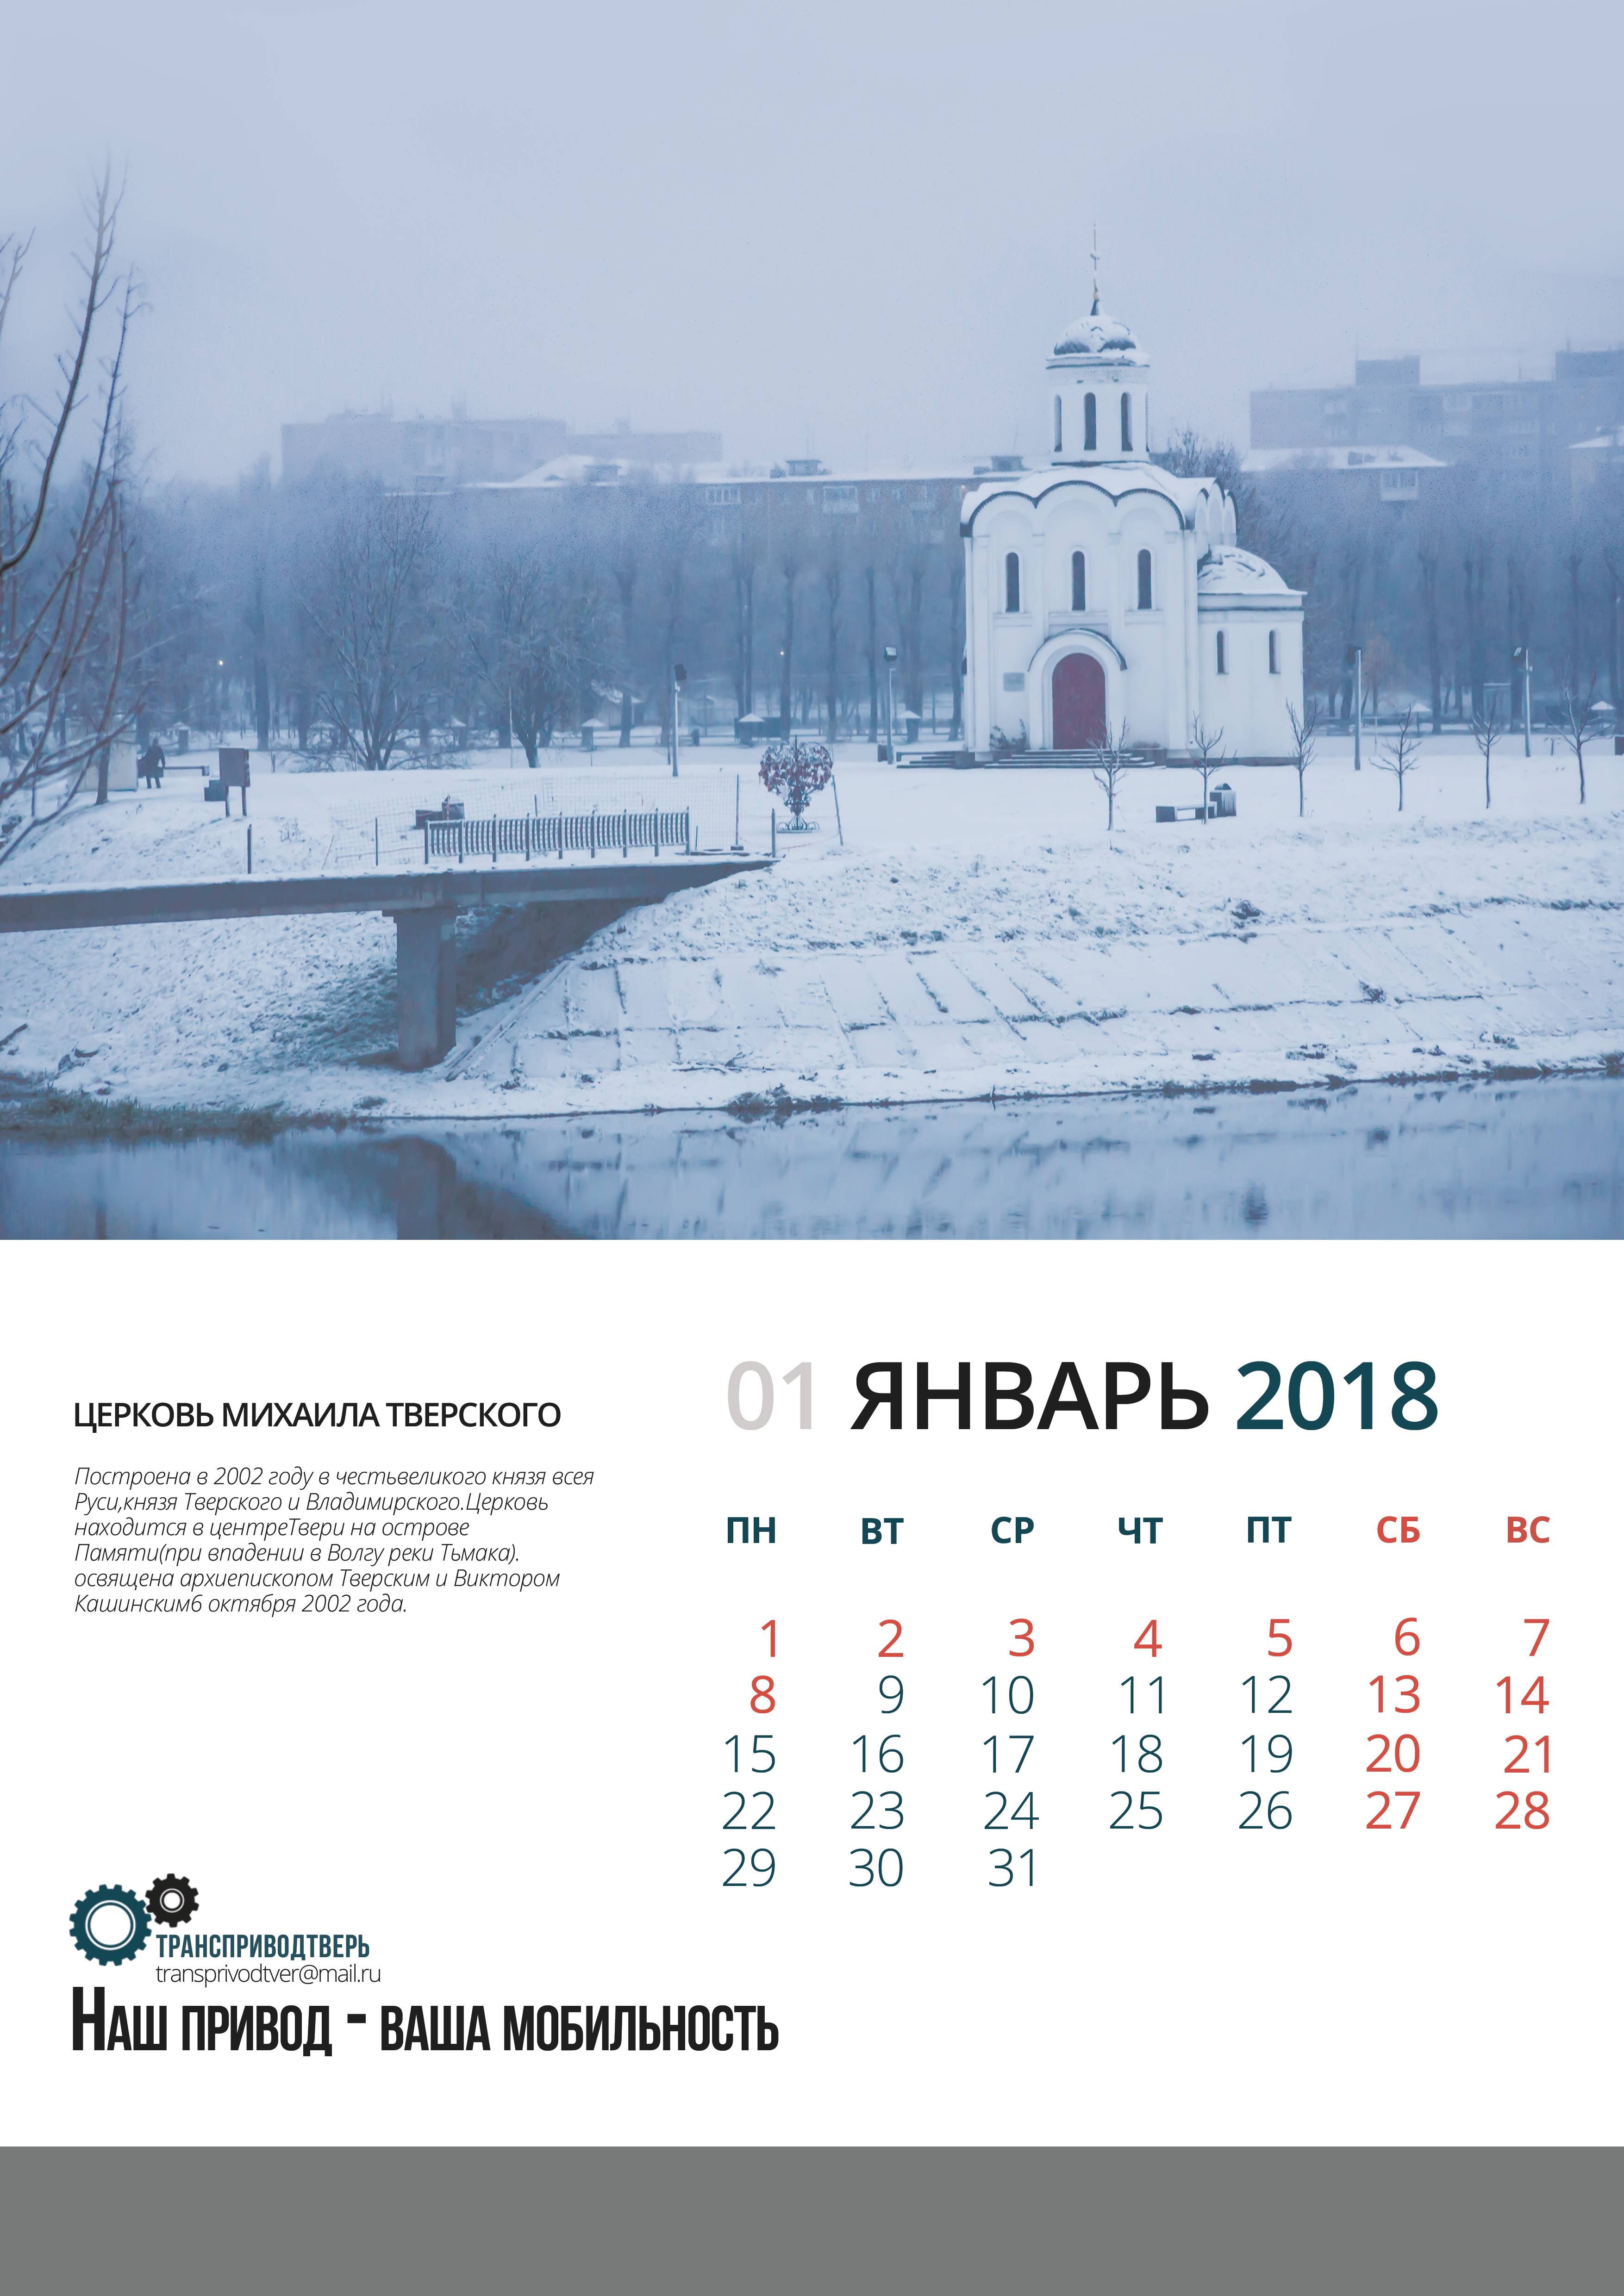 ЦЕРКОВЬ МИХАИЛА ТВЕРСКОГО
Построена в 2002 году в честьвеликого князя всея
Руси,князя Тверского и Владимирского.Церковь
находится в центреТвери на острове
Памяти(при впадении в Волгу реки Тьмака).
освящена архиепископом Тверским и Виктором
Кашинским6 октября 2002 года.
01 ЯНВАРЬ 2018
ПН ВТ СР ЧТ ПТ СБ ВС
1 2 3 4 5 6 7
8 9 10 11 12 13 14
15 16 17 18 19 20 21
22 23 24 25 26 27 28
29 30 31
ТРАНСПРИВОДТВЕРЬ
transprivodtver@mail.ru
Наш привод - ваша мобильность